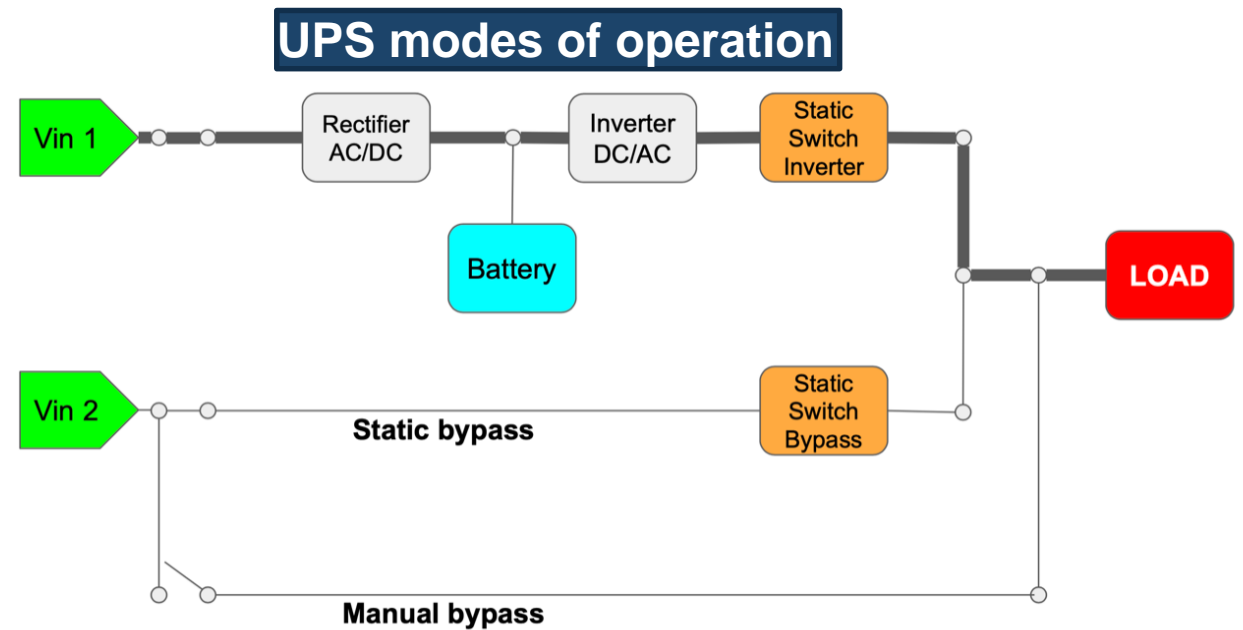 UPS modes of operation
Vin 1
Rectifier
AC/DC
Inverter
DC/AC
Static
Switch
Inverter
Battery
LOAD
Vin 2
Static bypass
Static
Switch
Bypass
Manual bypass